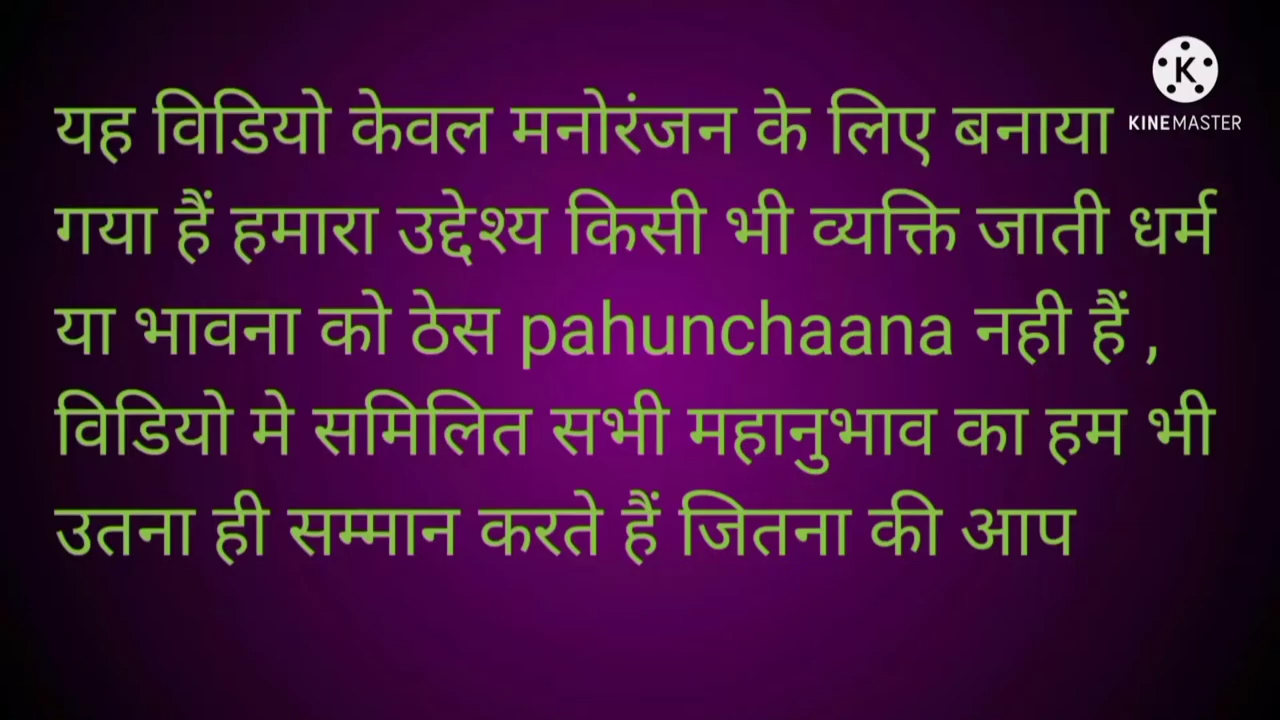 यह विडियो केवल मनोरंजन के लिए बनाया
गया हैं हमारा उद्देश्य किसी भी व्यक्ति जाती धर्म
या भावना को ठेस pahunchaana नही हैं ,
विडियो मे समिलित सभी महानुभाव का हम भी
उतना ही सम्मान करते हैं जितना की आप
K
KINEMASTER